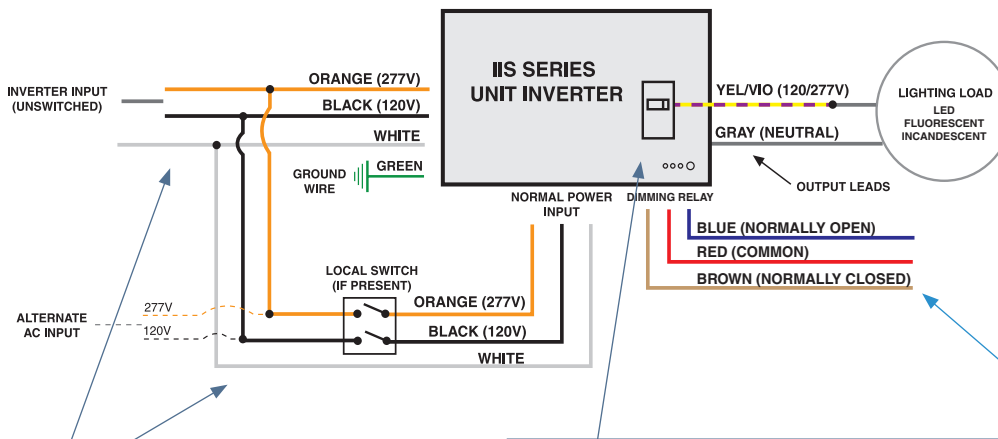 IIS SERIES
UNIT INVERTER
INVERTER INPUT
(UNSWITCHED)
ORANGE (277V)
BLACK (120V)
WHITE
GROUND
WIRE
GREEN
YEL/VIO (120/277V)
GRAY (NEUTRAL)
LIGHTING LOAD
LED
FLUORESCENT
INCANDESCENT
OUTPUT LEADS
NORMAL POWER
INPUT
DIMMING RELAY
BLUE (NORMALLY OPEN)
RED (COMMON)
BROWN (NORMALLY CLOSED)
LOCAL SWITCH
(IF PRESENT)
ORANGE (277V)
BLACK (120V)
WHITE
ALTERNATE
AC INPUT
277V
120V